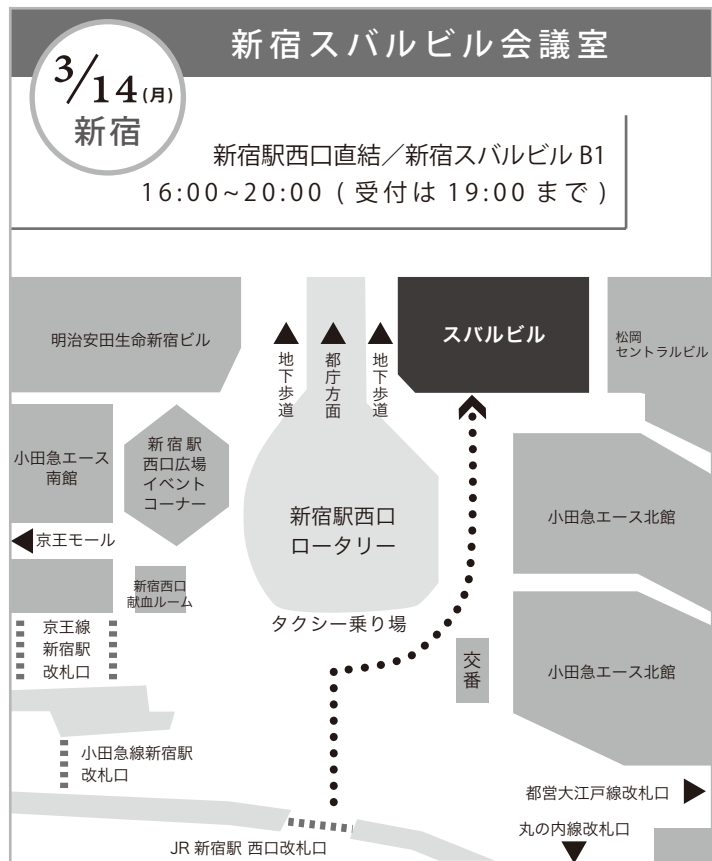 新宿スバルビル会議室
3/14(月)
新宿
新宿駅西口直結／新宿スバルビル B1
16:00~20:00 ( 受付は 19:00 まで )
明治安田生命新宿ビル
地下歩道
都庁方面
地下歩道
スバルビル
松岡
セントラルビル
小田急エース
南館
新宿駅
西口広場
イベント
コーナー
新宿駅西口
ロータリー
小田急エース北館
京王モール
新宿西口
献血ルーム
タクシー乗り場
京王線
新宿駅
改札口
交番
小田急エース北館
小田急線新宿駅
改札口
都営大江戸線改札口
丸の内線改札口
JR 新宿駅 西口改札口